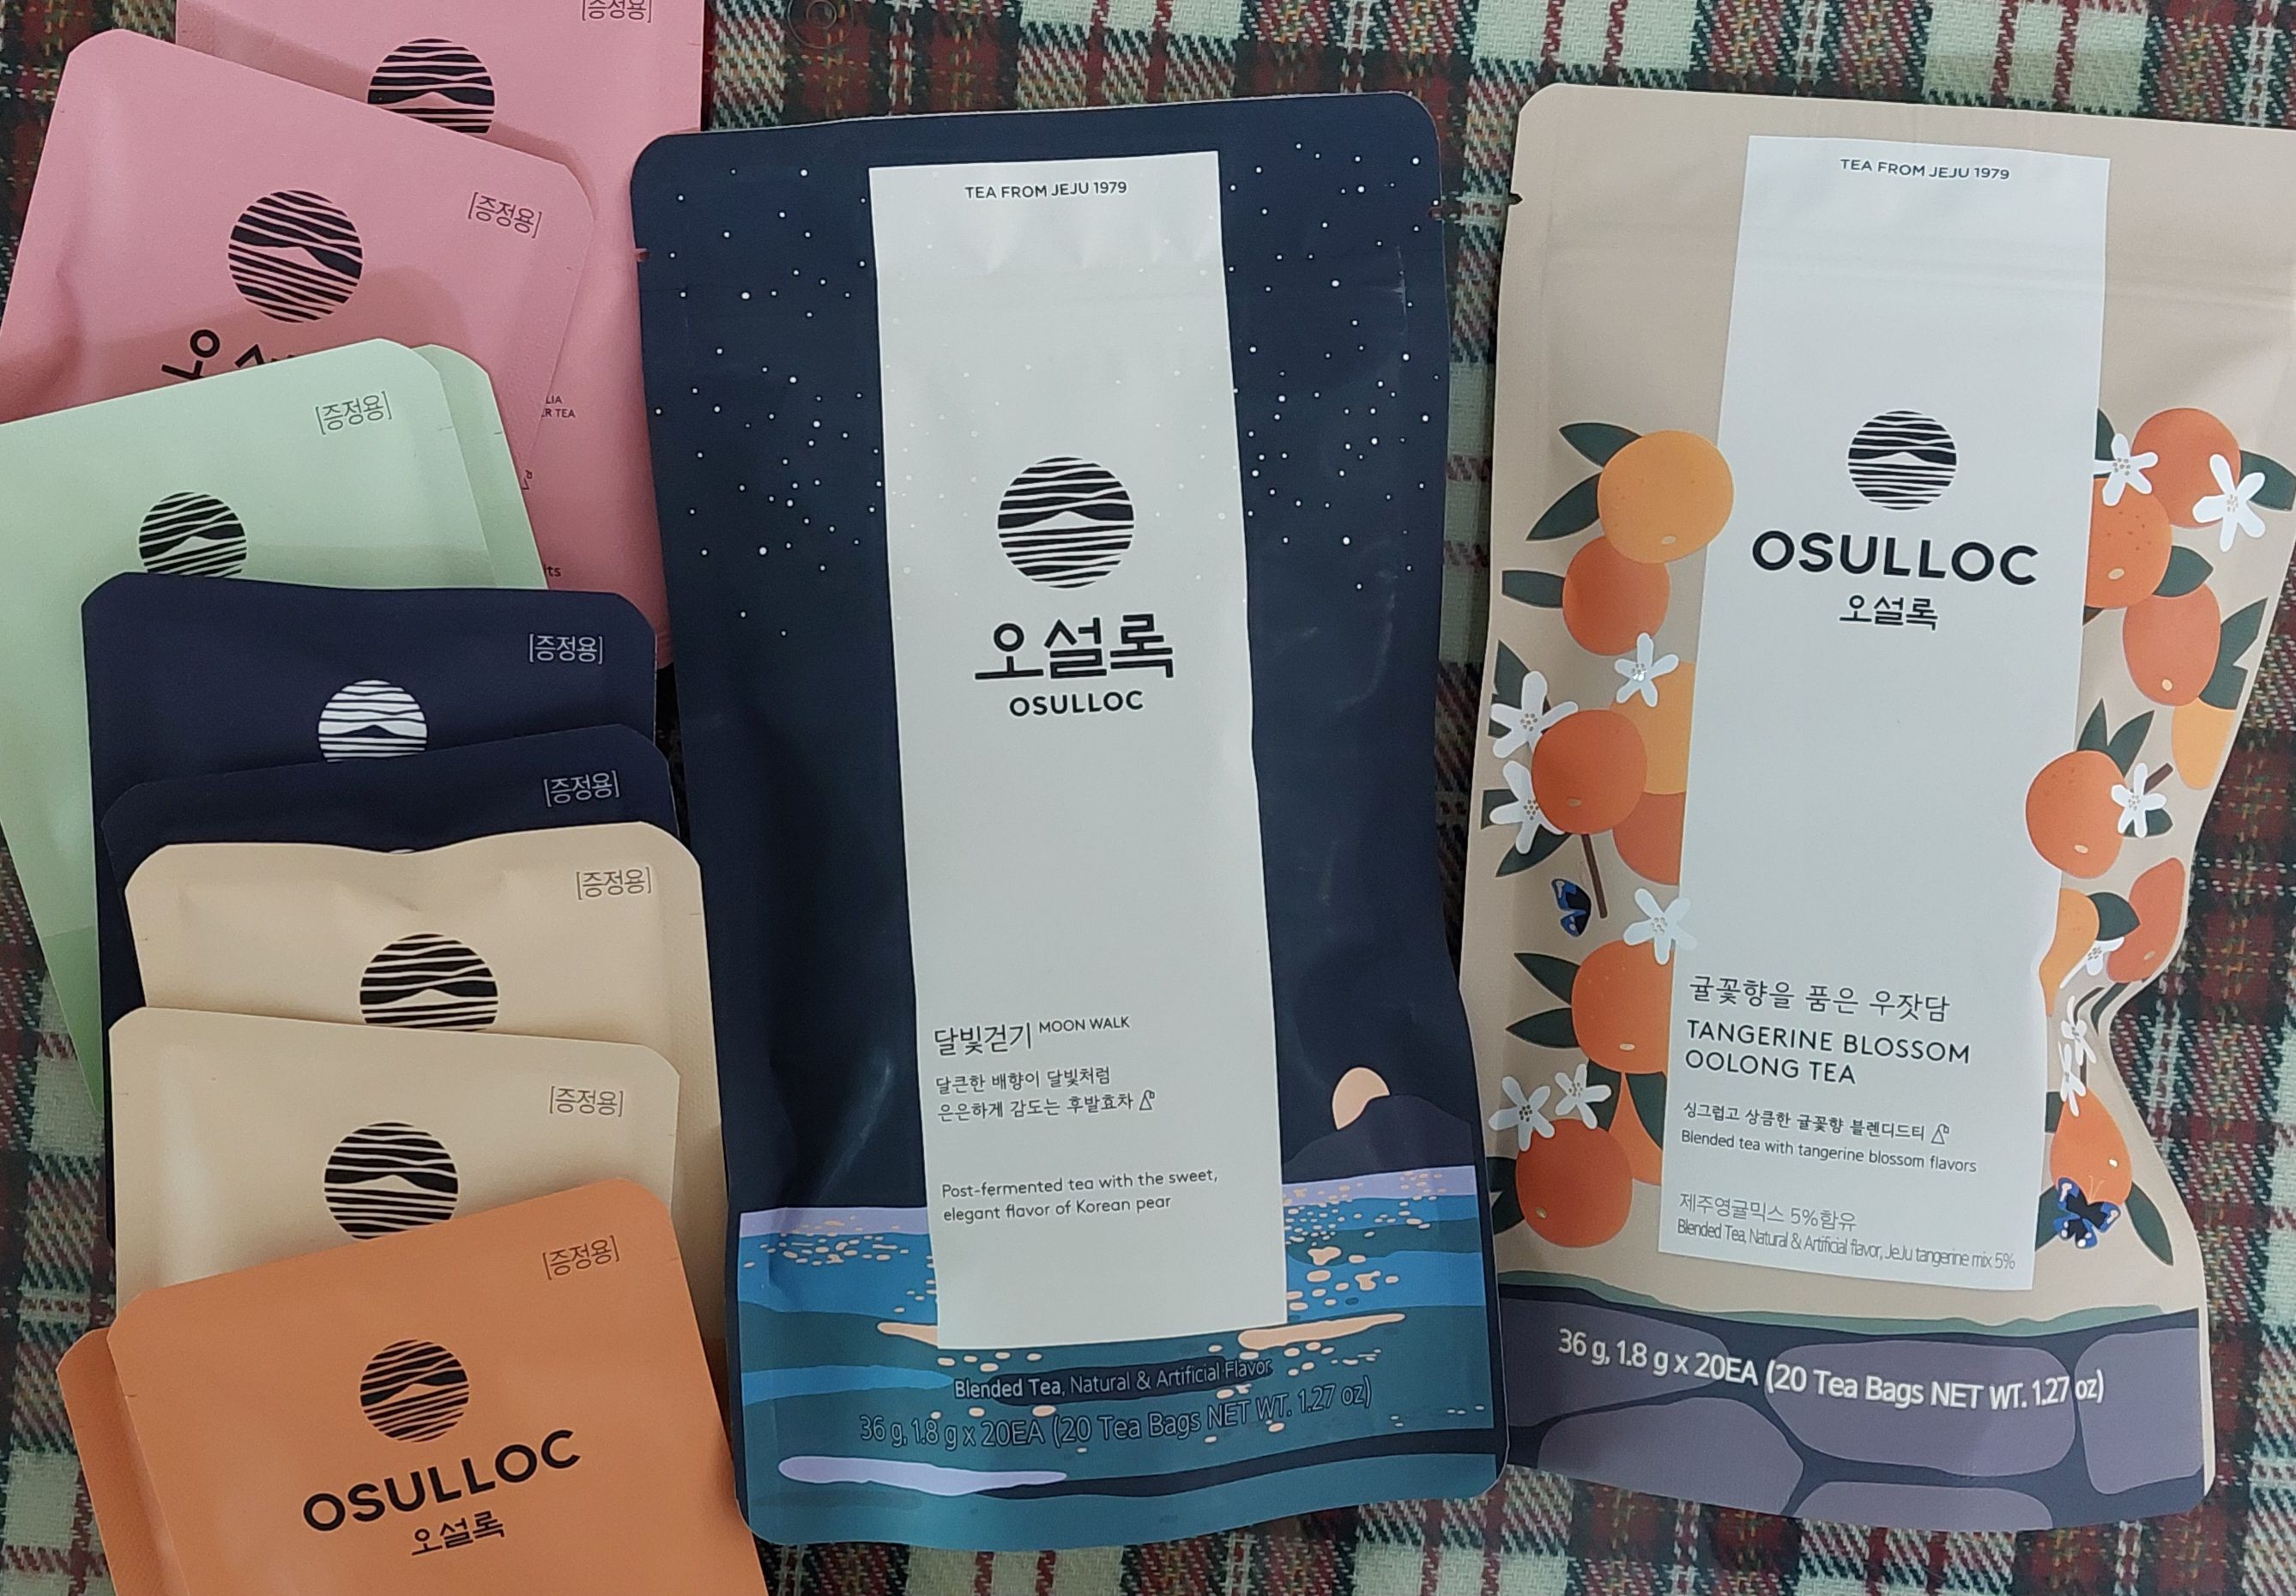 [증정용]
[증정용]
LIA
R TEA
its
[증정용]
[증정용]
[증정용]
[증정용]
[증정용]
[증정용]
OSULLOC
오설록
TEA FROM JEJU 1979
오설록
OSULLOC
달빛걷기 MOON WALK
달큰한 배향이 달빛처럼
은은하게 감도는 후발효차
Post-fermented tea with the sweet,
elegant flavor of Korean pear
Blended Tea, Natural & Artificial Flavor
36 g, 1.8 g x 20EA (20 Tea Bags NET WT. 1.27 oz)
TEA FROM JEJU 1979
OSULLOC
오설록
귤꽃향을 품은 우잣담
TANGERINE BLOSSOM
OOLONG TEA
싱그럽고 상큼한 귤꽃향 블렌디드티
Blended tea with tangerine blossom flavors
제주영귤믹스 5%함유
Blended Tea, Natural & Artificial flavor, JeJu tangerine mix 5%
36 g, 1.8 g x 20EA (20 Tea Bags NET WT. 1.27 oz)